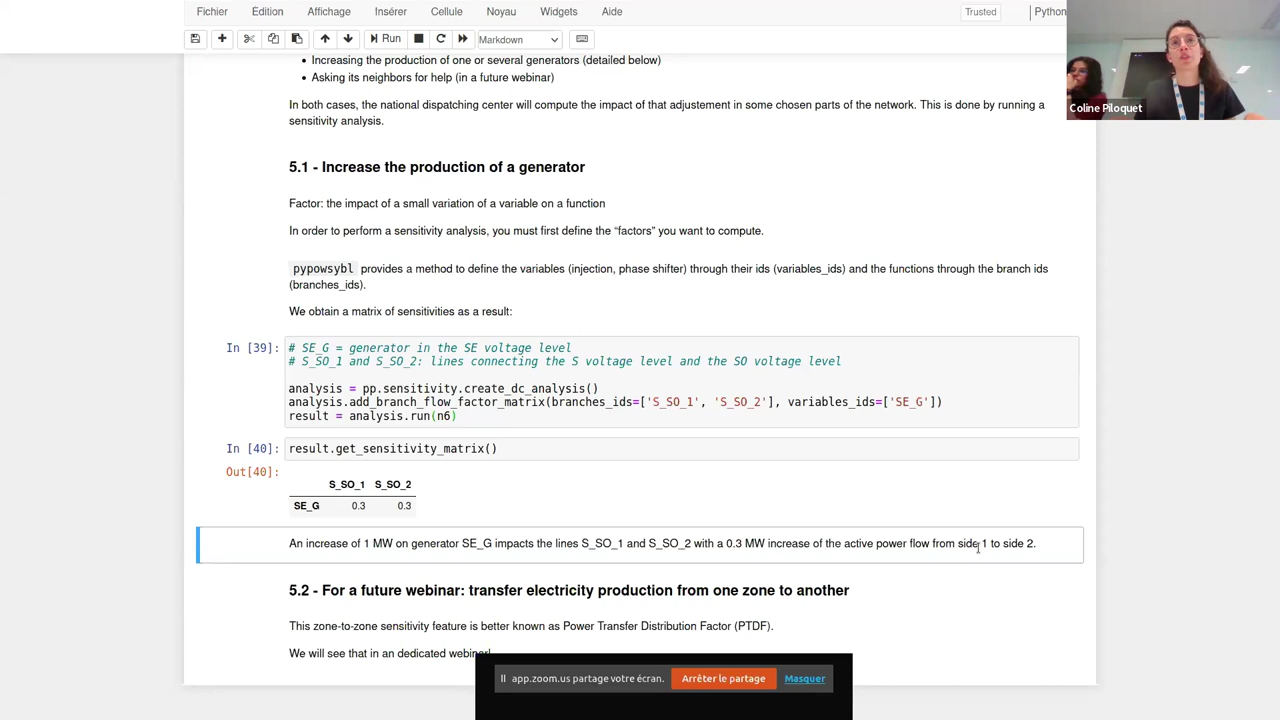 Fichier Édition Affichage Insérer Cellule Noyau Widgets Aide Trusted Python
Run Markdown
Coline Piloquet
• Increasing the production of one or several generators (detailed below)
• Asking its neighbors for help (in a future webinar)
In both cases, the national dispatching center will compute the impact of that adjustement in some chosen parts of the network. This is done by running a
sensitivity analysis.
5.1 - Increase the production of a generator
Factor: the impact of a small variation of a variable on a function
In order to perform a sensitivity analysis, you must first define the “factors” you want to compute.
pypowsybl provides a method to define the variables (injection, phase shifter) through their ids (variables_ids) and the functions through the branch ids
(branches_ids).
We obtain a matrix of sensitivities as a result:
In [39]: # SE_G = generator in the SE voltage level
# S_SO_1 and S_SO_2: lines connecting the S voltage level and the SO voltage level
analysis = pp.sensitivity.create_dc_analysis()
analysis.add_branch_flow_factor_matrix(branches_ids=['S_SO_1', 'S_SO_2'], variables_ids=['SE_G'])
result = analysis.run(n6)
In [40]: result.get_sensitivity_matrix()
Out[40]:
S_SO_1 S_SO_2
SE_G 0.3 0.3
An increase of 1 MW on generator SE_G impacts the lines S_SO_1 and S_SO_2 with a 0.3 MW increase of the active power flow from side 1 to side 2.
5.2 - For a future webinar: transfer electricity production from one zone to another
This zone-to-zone sensitivity feature is better known as Power Transfer Distribution Factor (PTDF).
We will see that in an dedicated webinar!
app.zoom.us partage votre écran. Arrêter le partage Masquer